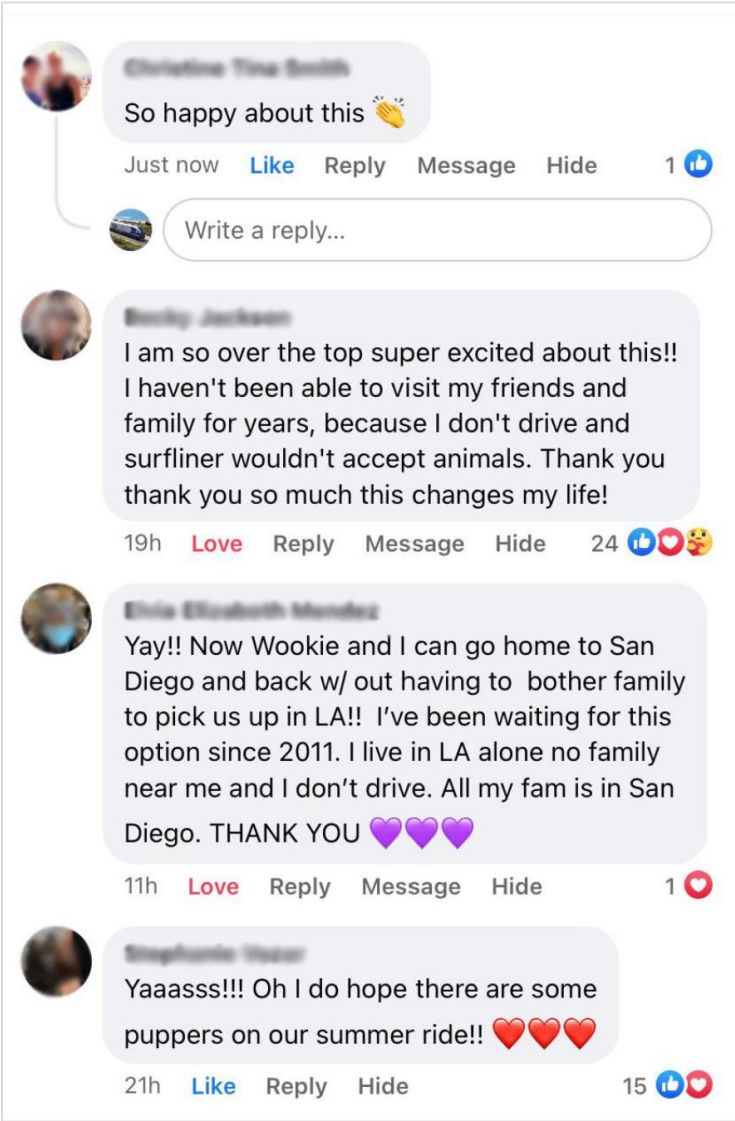 So happy about this 👏
Just now Like Reply Message Hide 1
Write a reply...
I am so over the top super excited about this!!
I haven't been able to visit my friends and
family for years, because I don't drive and
surfliner wouldn't accept animals. Thank you
thank you so much this changes my life!
19h Love Reply Message Hide 24
Yay!! Now Wookie and I can go home to San
Diego and back w/ out having to bother family
to pick us up in LA!! I've been waiting for this
option since 2011. I live in LA alone no family
near me and I don't drive. All my fam is in San
Diego. THANK YOU 💜💜💜
11h Love Reply Message Hide 1
Yaaasss!!! Oh I do hope there are some
puppers on our summer ride!! ❤️❤️❤️
21h Like Reply Hide 15